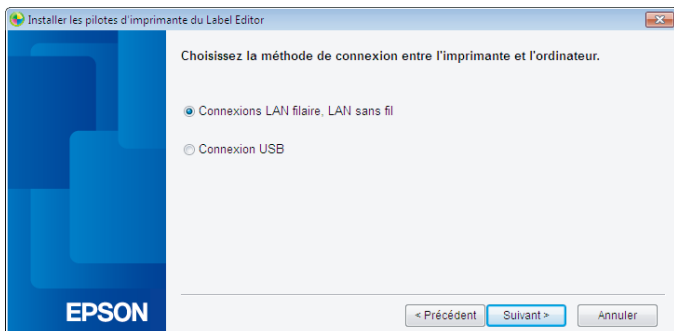 Installer les pilotes d'imprimante du Label Editor
Choisissez la méthode de connexion entre l'imprimante et l'ordinateur.
Connexions LAN filaire, LAN sans fil
Connexion USB
EPSON
< Précédent Suivant > Annuler